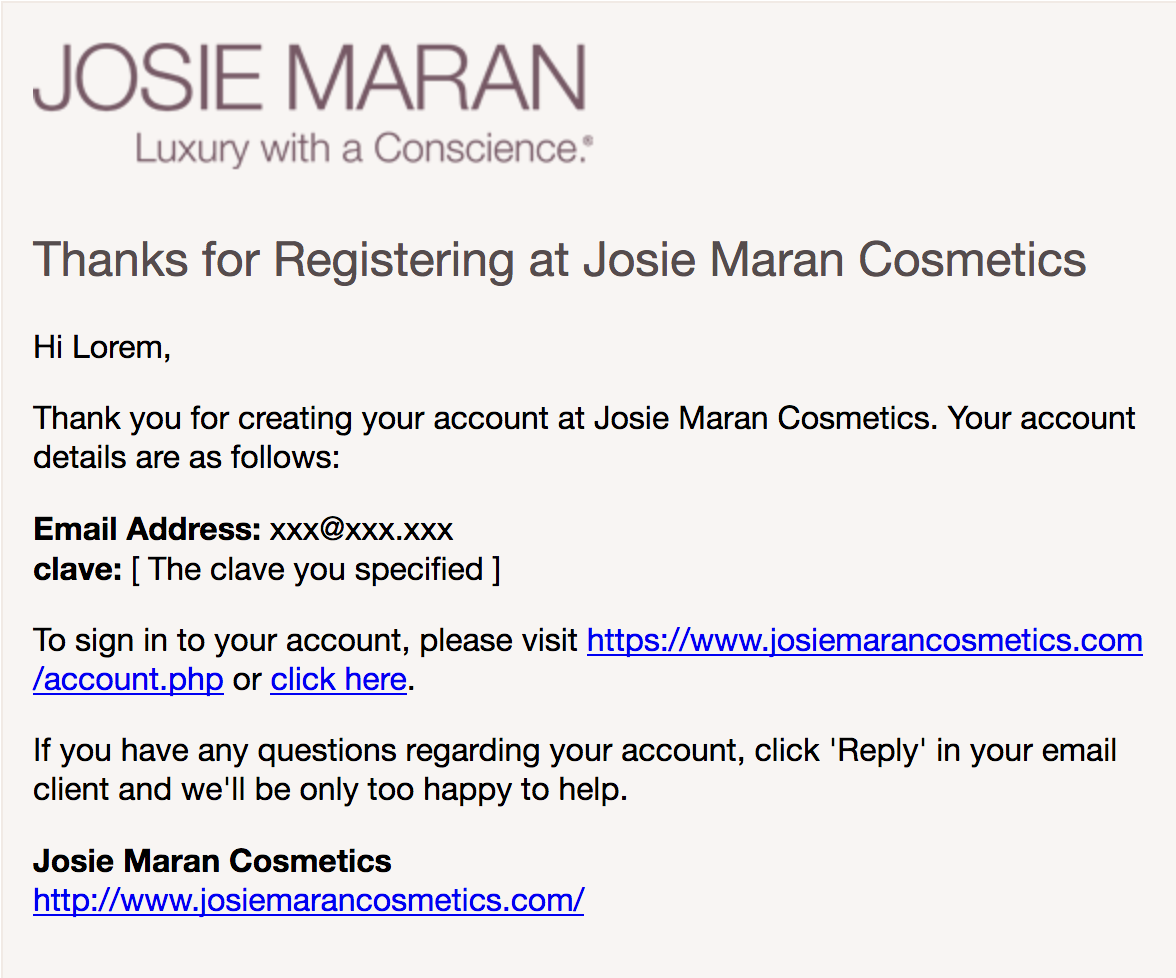 JOSIE MARAN
Luxury with a Conscience.®
Thanks for Registering at Josie Maran Cosmetics
Hi Lorem,
Thank you for creating your account at Josie Maran Cosmetics. Your account
details are as follows:
Email Address: xxx@xxx.xxx
clave: [ The clave you specified ]
To sign in to your account, please visit https://www.josiemarancosmetics.com
/account.php or click here.
If you have any questions regarding your account, click 'Reply' in your email
client and we'll be only too happy to help.
Josie Maran Cosmetics
http://www.josiemarancosmetics.com/